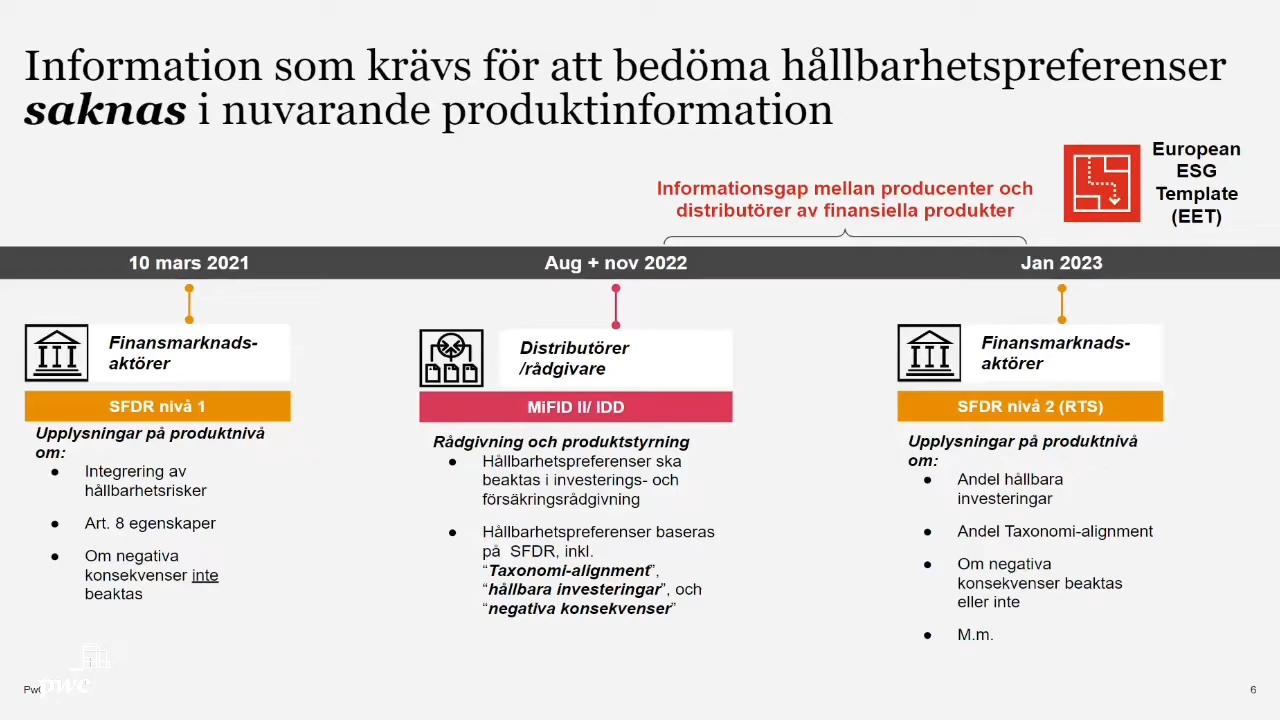 Information som krävs för att bedöma hållbarhetspreferenser
saknas i nuvarande produktinformation
European
ESG
Template
(EET)
Informationsgap mellan producenter och
distributörer av finansiella produkter
10 mars 2021
Aug + nov 2022
Jan 2023
Finansmarknads-
aktörer
SFDR nivå 1
Upplysningar på produktnivå
om:
● Integrering av
hållbarhetsrisker
● Art. 8 egenskaper
● Om negativa
konsekvenser inte
beaktas
Distributörer
/rådgivare
MiFID II/ IDD
Rådgivning och produktstyrning
● Hållbarhetspreferenser ska
beaktas i investerings- och
försäkringsrådgivning
● Hållbarhetspreferenser baseras
på SFDR, inkl.
“Taxonomi-alignment”,
“hållbara investeringar”, och
“negativa konsekvenser”
Finansmarknads-
aktörer
SFDR nivå 2 (RTS)
Upplysningar på produktnivå
om:
● Andel hållbara
investeringar
● Andel Taxonomi-alignment
● Om negativa
konsekvenser beaktas
eller inte
● M.m.
pwc
6